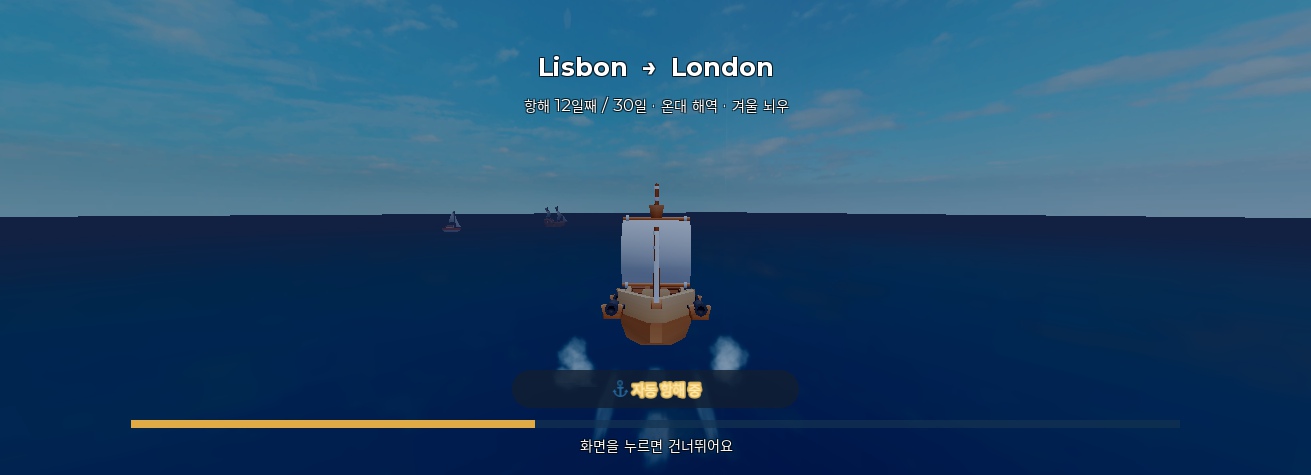 Lisbon → London
항해 12일째 / 30일 · 온대 해역 · 겨울 뇌우
⚓ 자동 항해 중
화면을 누르면 건너뛰어요